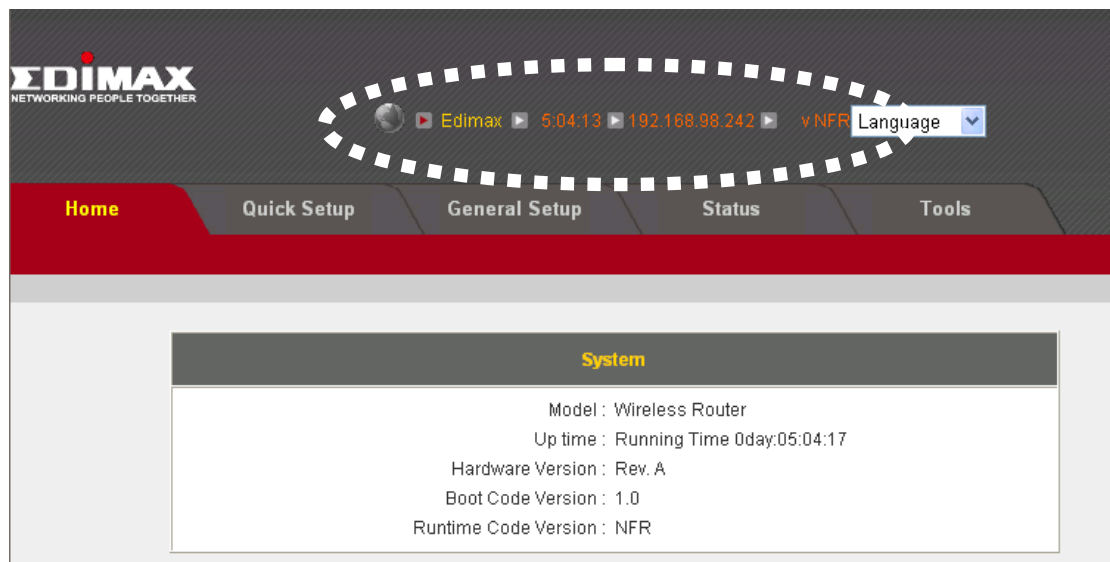 EDIMAX
NETWORKING PEOPLE TOGETHER
Edimax 5:04:13 192.168.98.242 v NFR Language
Home Quick Setup General Setup Status Tools
System
Model : Wireless Router
Up time : Running Time 0day:05:04:17
Hardware Version : Rev. A
Boot Code Version : 1.0
Runtime Code Version : NFR